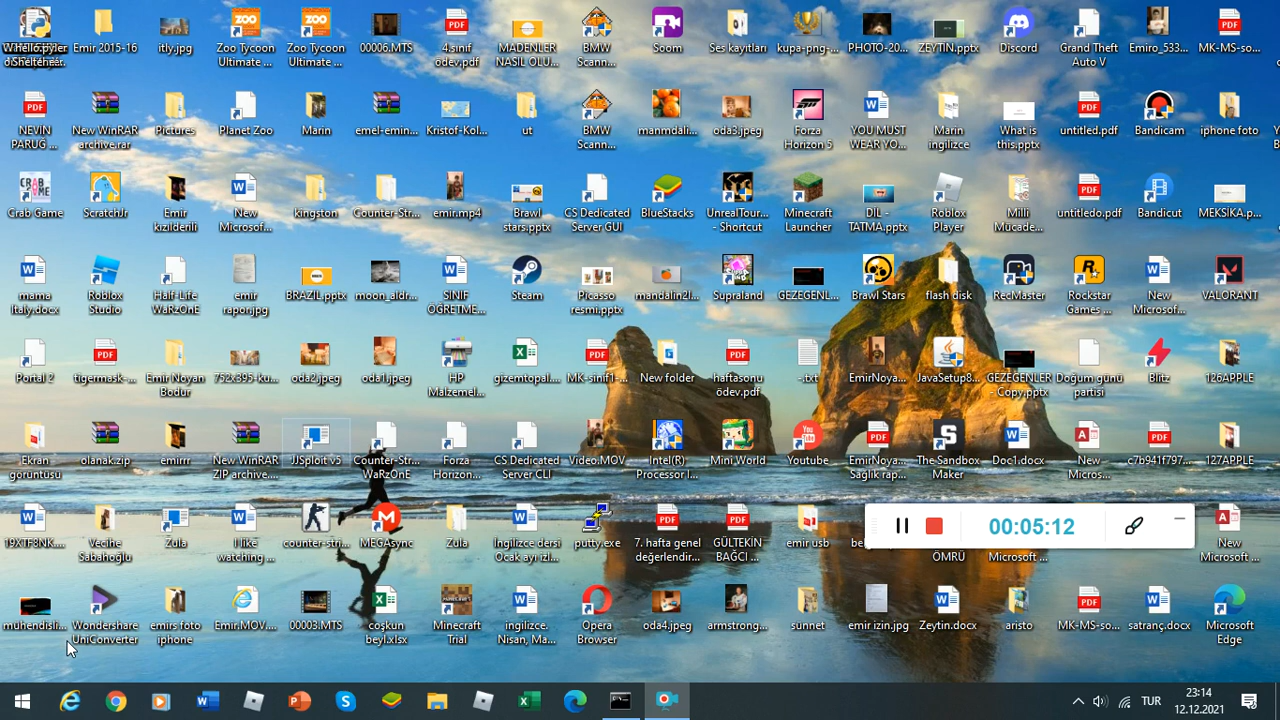 Emir 2015-16
itly.jpg
Zoo Tycoon
Ultimate ...
Zoo Tycoon
Ultimate ...
00006.MTS
4.sınıf
ödev.pdf
MADENLER
NASIL OLU...
BMW
Scann...
Soom
Ses kayıtları
kupa-png-...
PHOTO-20...
ZEYTİN.pptx
Discord
Grand Theft
Auto V
Emiro_533...
MK-MS-so...
NEVİN
PARUG ...
New WinRAR
archive.rar
Pictures
Planet Zoo
Marin
emel-emin...
Kristof-Kol...
ut
BMW
Scann...
manmdali...
oda3.jpeg
Forza
Horizon 5
YOU MUST
WEAR YO...
Marin
ingilizce
What is
this.pptx
untitled.pdf
Bandicam
iphone foto
Crab Game
ScratchJr
Emir
kızılderili
New
Microsof...
kingston
Counter-Str...
emir.mp4
Brawl
stars.pptx
CS Dedicated
Server GUI
BlueStacks
UnrealTour...
- Shortcut
Minecraft
Launcher
DİL -
TATMA.pptx
Roblox
Player
Milli
Mücade...
untitledo.pdf
Bandicut
MEKSİKA.p...
mama
Italy.docx
Roblox
Studio
Half-Life
WaRzOnE
emir
rapor.jpg
BRAZIL.pptx
moon_aldr...
SINIF
ÖĞRETME...
Steam
Picasso
resmi.pptx
mandalin2l...
Supraland
GEZEGENL...
Brawl Stars
flash disk
RecMaster
Rockstar
Games ...
New
Microsof...
VALORANT
Portal 2
tigermask-...
Emir Noyan
Bodur
752x395-ku...
oda2.jpeg
oda1.jpeg
HP
Malzemel...
gizemtopal...
MK-sinif1-...
New folder
haftasonu
ödev.pdf
-.txt
EmirNoya...
JavaSetup8...
GEZEGENLER
- Copy.pptx
Doğum günü
partisi
Blitz
126APPLE
Ekran
görüntüsü
olanak.zip
emirrr
New WinRAR
ZIP archive....
JJSploit v5
Counter-Str...
WaRzOnE
Forza
Horizon...
CS Dedicated
Server CLI
Video.MOV
Intel(R)
Processor I...
Mini World
Youtube
EmirNoya...
Sağlık rap...
The Sandbox
Maker
Doc1.docx
New
Micros...
c7b941f797...
127APPLE
19XTF8NK....
Vecihe
Sabahoğlu
Zula
I like
watching ...
counter-stri...
MEGAsync
Zula
İngilizce dersi
Ocak ayı izl...
putty.exe
7. hafta genel
değerlendir...
GÜLTEKİN
BAĞCI ...
emir usb
00:05:12
ÖMRÜ
Microsoft ...
New
Microsoft ...
mühendisli...
Wondershare
UniConverter
emirs foto
iphone
Emir.MOV....
00003.MTS
coşkun
beyl.xlsx
Minecraft
Trial
ingilizce
Nisan, Ma...
Opera
Browser
oda4.jpeg
armstrong...
sünnet
emir izin.jpg
Zeytin.docx
aristo
MK-MS-so...
satranç.docx
Microsoft
Edge
TUR
23:14
12.12.2021